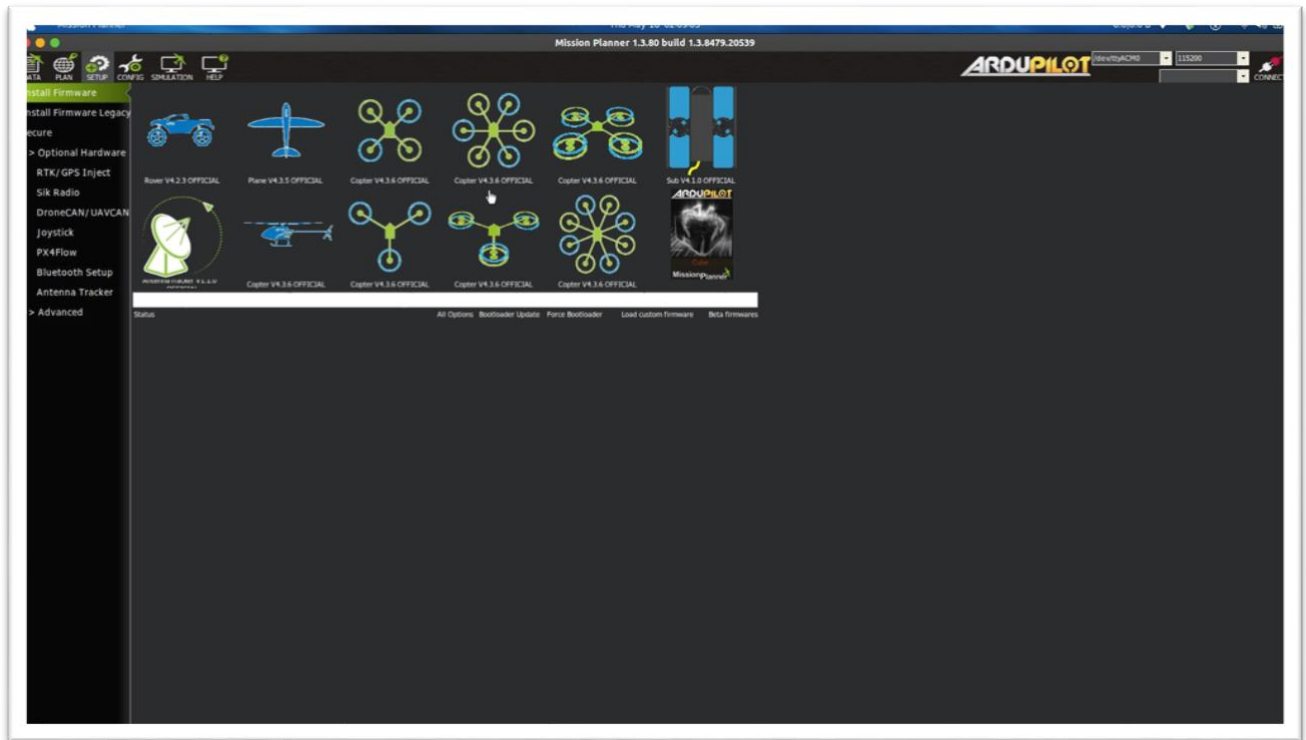 Mission Planner
Mission Planner 1.3.80 build 1.3.8479.20539
DATA PLAN SETUP CONFIG SIMULATION HELP
ARDUPILOT
/dev/ttyACM0
115200
CONNECT
nstall Firmware
nstall Firmware Legacy
ecure
> Optional Hardware
RTK/GPS Inject
Sik Radio
DroneCAN/UAVCAN
Joystick
PX4Flow
Bluetooth Setup
Antenna Tracker
> Advanced
Rover V4.2.3 OFFICIAL
Plane V4.3.5 OFFICIAL
Copter V4.3.6 OFFICIAL
Copter V4.3.6 OFFICIAL
Copter V4.3.6 OFFICIAL
Sub V4.1.0 OFFICIAL
ARDUPILOT
Cube
MissionPlanner
Copter V4.3.6 OFFICIAL
Copter V4.3.6 OFFICIAL
Copter V4.3.6 OFFICIAL
Copter V4.3.6 OFFICIAL
Status
All Options
Bootloader Update
Force Bootloader
Load custom firmware
Beta firmwares